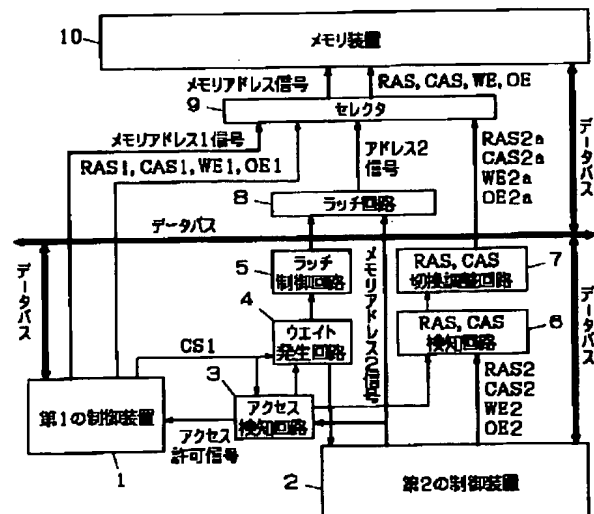 10
メモリ装置
メモリアドレス信号
RAS, CAS, WE, OE
9
セレクタ
メモリアドレス1信号
RAS1, CAS1, WE1, OE1
アドレス2
信号
RAS2a
CAS2a
WE2a
OE2a
データバス
8
ラッチ回路
データバス
データバス
5
ラッチ
制御回路
メモリアドレス2信号
RAS, CAS
切換調整回路
7
4
ウエイト
発生回路
RAS, CAS
検知回路
6
データバス
CS1
3
アクセス
検知回路
RAS2
CAS2
WE2
OE2
第1の制御装置
アクセス
許可信号
1
2
第2の制御装置